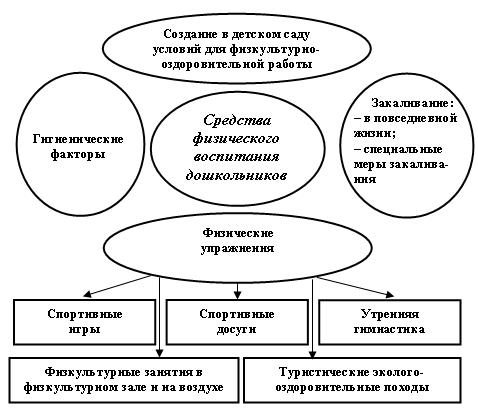 Создание в детском саду
условий для физкультурно-
оздоровительной работы
Гигиенические
факторы
Средства
физического
воспитания
дошкольников
Закаливание:
– в повседневной
жизни;
– специальные
меры закалива-
ния
Физические
упражнения
Спортивные
игры
Спортивные
досуги
Утренняя
гимнастика
Физкультурные занятия в
физкультурном зале и на воздухе
Туристические эколого-
оздоровительные походы